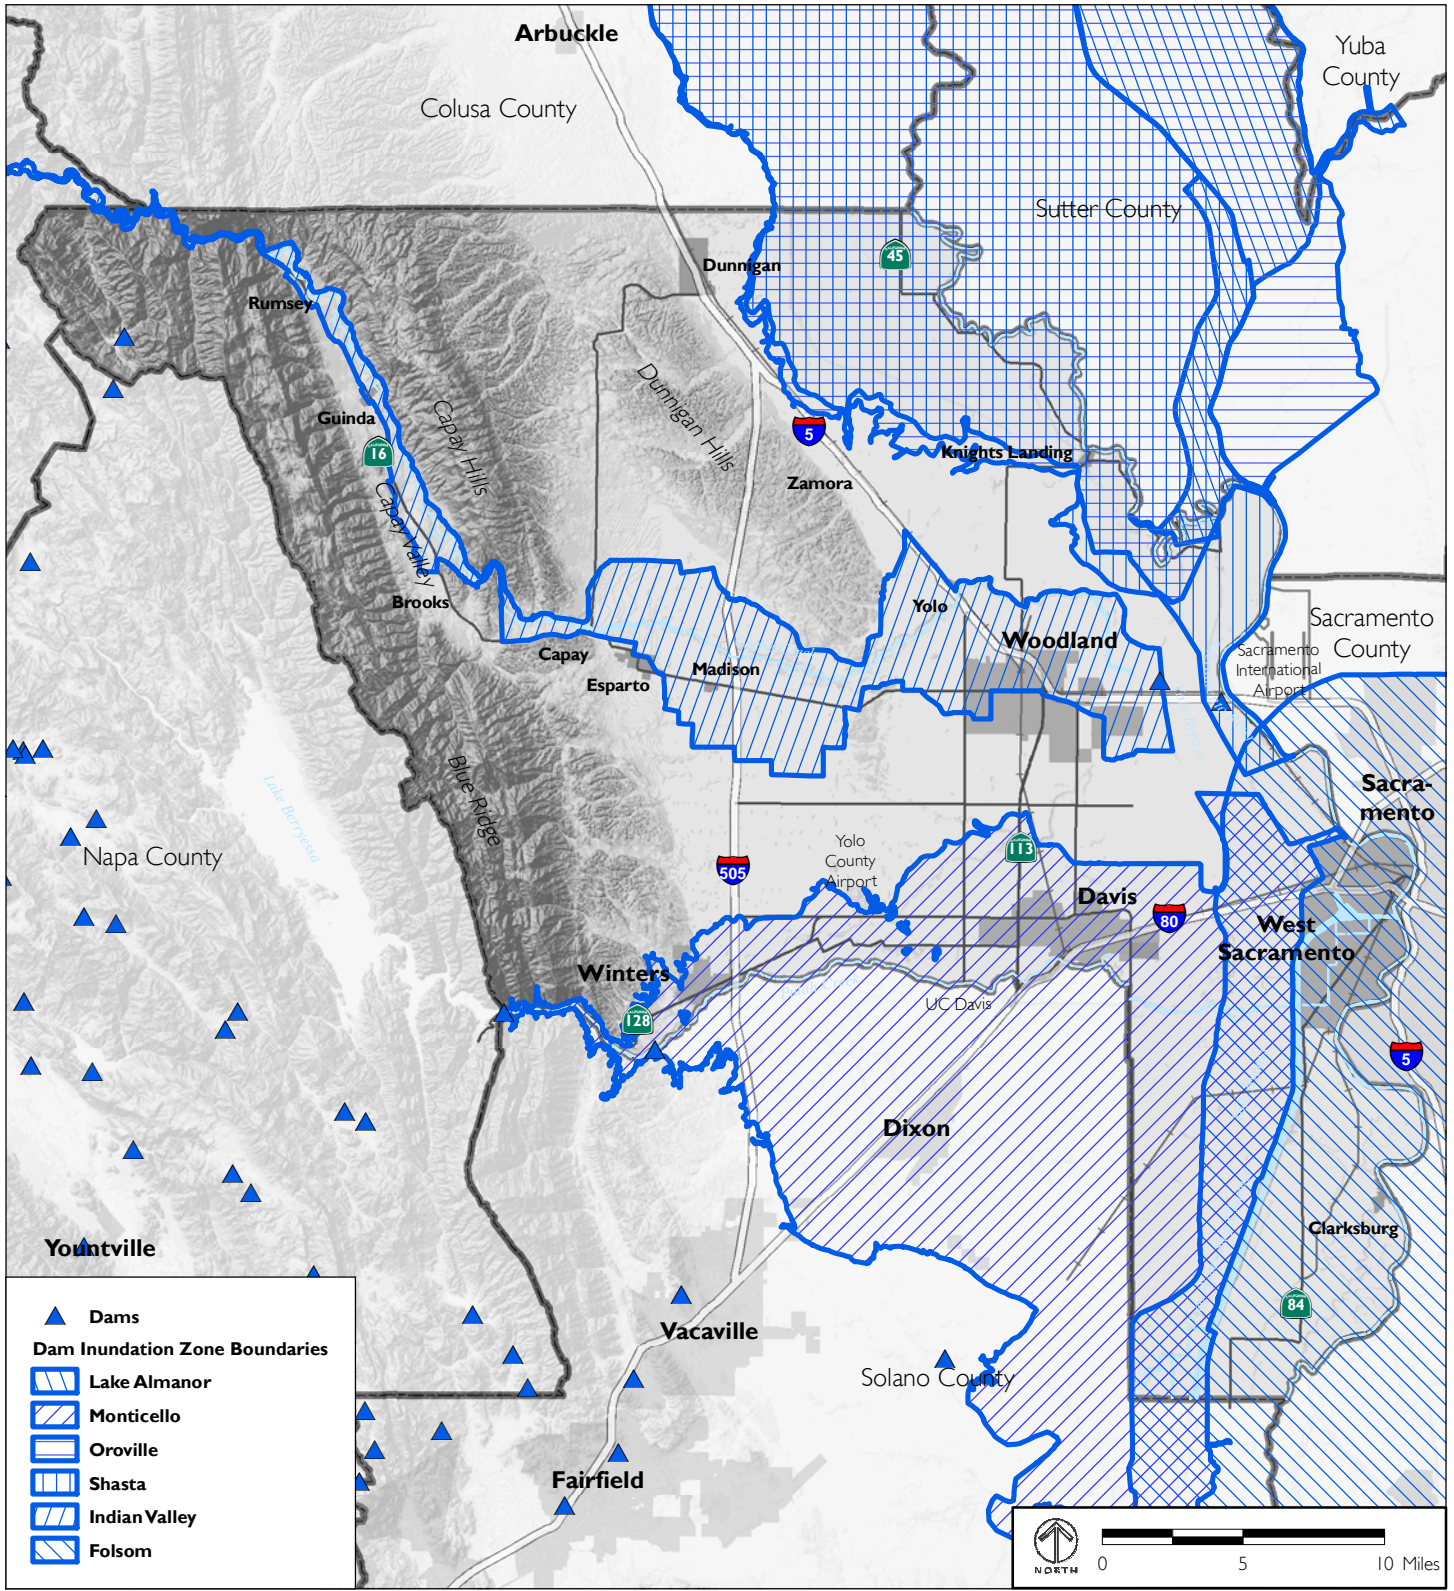 Arbuckle
Yuba
County
Colusa County
Sutter County
45
Dunnigan
Rumsey
Dunnigan Hills
Guinda
Capay Hills
16
5
Knights Landing
Zamora
Capay Valley
Brooks
Yolo
Woodland
Sacramento
County
Capay
Sacramento
International
Airport
Madison
Esparto
Blue Ridge
Lake Berryessa
Sacra-
mento
Napa County
Yolo
County
Airport
113
505
Davis
80
West
Sacramento
Winters
UC Davis
128
5
Dixon
Clarksburg
Yountville
84
Vacaville
Solano County
Fairfield
Dams
Dam Inundation Zone Boundaries
Lake Almanor
Monticello
Oroville
Shasta
Indian Valley
Folsom
NORTH
0 5 10 Miles